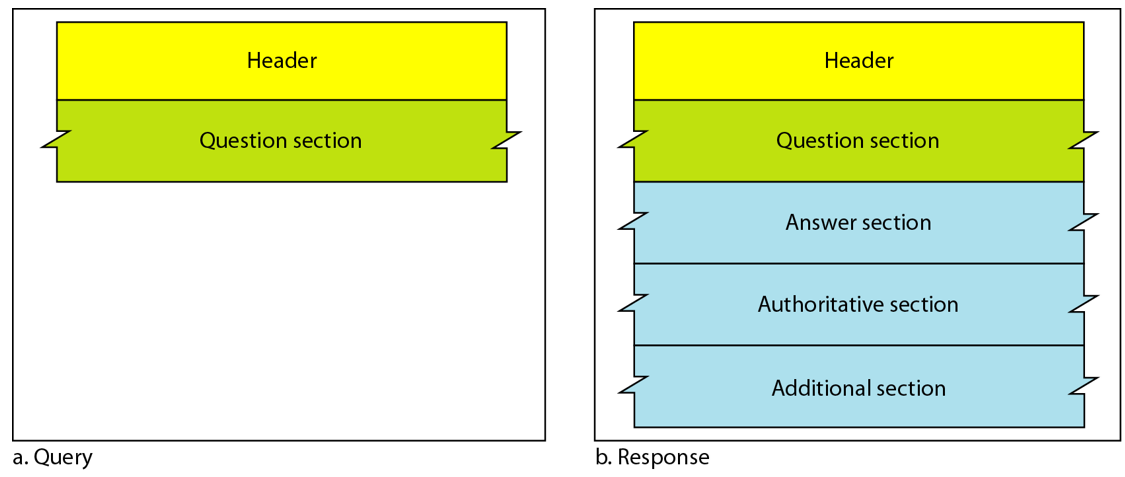 Header
Question section
a. Query
Header
Question section
Answer section
Authoritative section
Additional section
b. Response